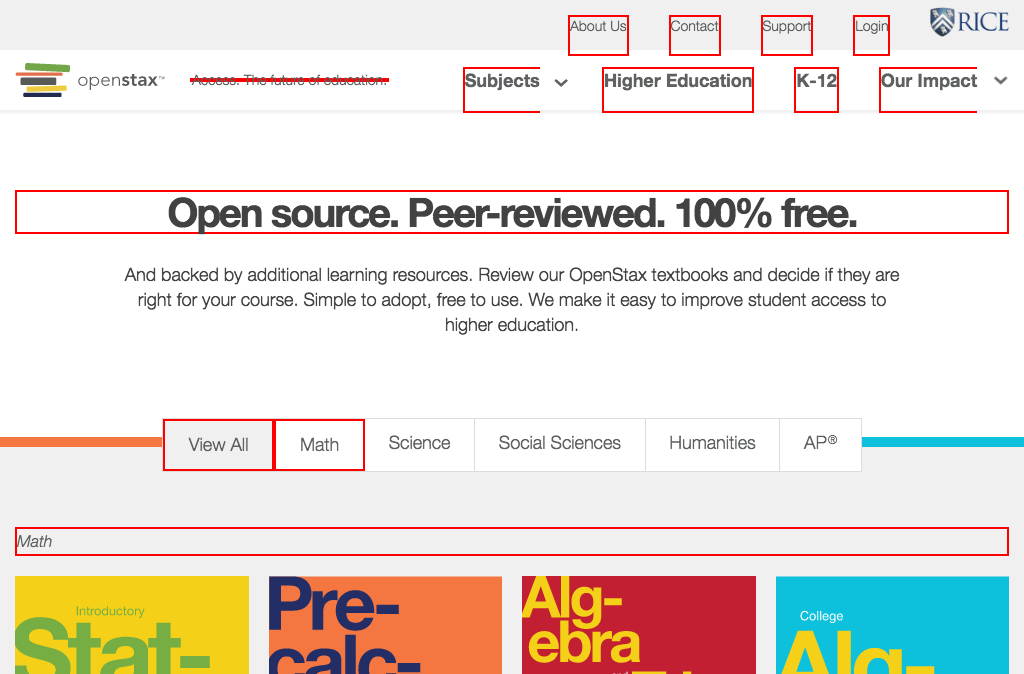 About Us Contact Support Login RICE
openstax™ Access. The future of education. Subjects Higher Education K-12 Our Impact
Open source. Peer-reviewed. 100% free.
And backed by additional learning resources. Review our OpenStax textbooks and decide if they are
right for your course. Simple to adopt, free to use. We make it easy to improve student access to
higher education.
View All Math Science Social Sciences Humanities AP®
Math
Introductory
Stat-
Pre-
calc-
Alg-
ebra
College
Alg-